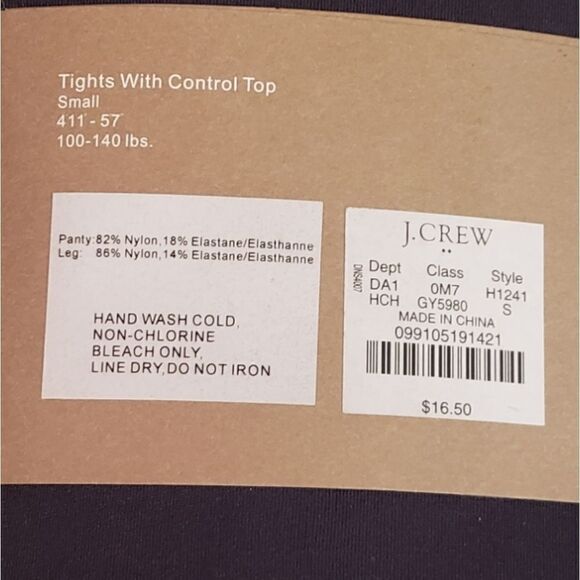 Tights With Control Top
Small
411" - 57"
100-140 lbs.
Panty:82% Nylon,18% Elastane/Elasthanne
Leg: 86% Nylon,14% Elastane/Elasthanne
HAND WASH COLD,
NON-CHLORINE
BLEACH ONLY,
LINE DRY,DO NOT IRON
J.CREW
DNS4007
Dept Class Style
DA1 0M7 H1241
HCH GY5980 S
MADE IN CHINA
099105191421
$16.50